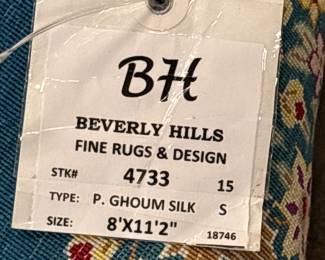 BH
BEVERLY HILLS
FINE RUGS & DESIGN
STK# 4733 15
TYPE: P. GHOUM SILK S
SIZE: 8'X11'2" 18746